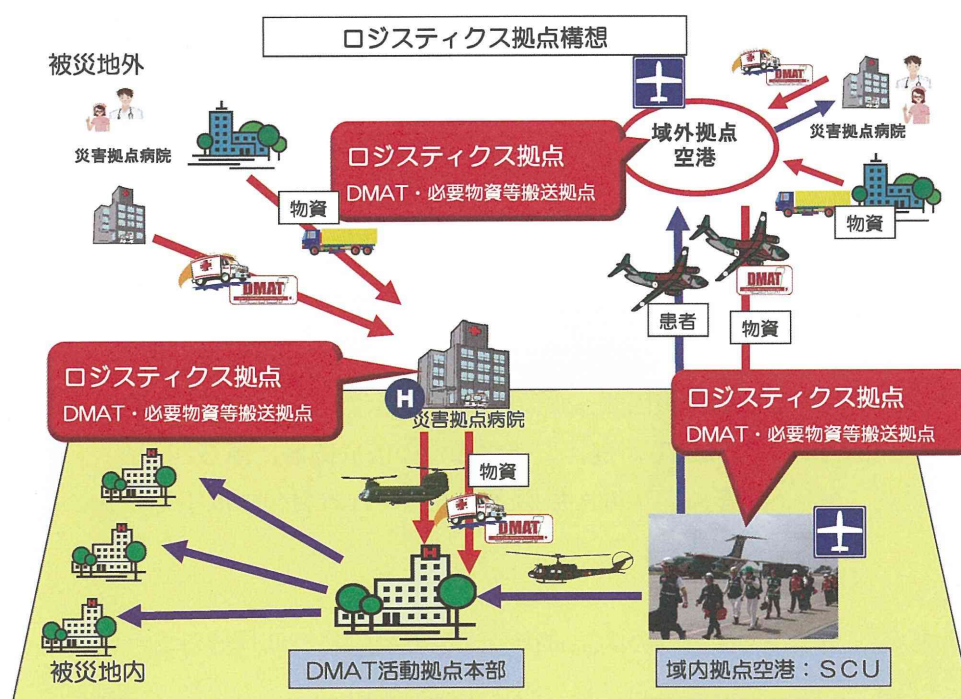 ロジスティクス拠点構想
被災地外
災害拠点病院
物資
DMAT
ロジスティクス拠点
DMAT・必要物資等搬送拠点
域外拠点
空港
DMAT
災害拠点病院
物資
DMAT
患者
物資
ロジスティクス拠点
DMAT・必要物資等搬送拠点
H
災害拠点病院
ロジスティクス拠点
DMAT・必要物資等搬送拠点
物資
DMAT
H
被災地内
DMAT活動拠点本部
域内拠点空港:SCU